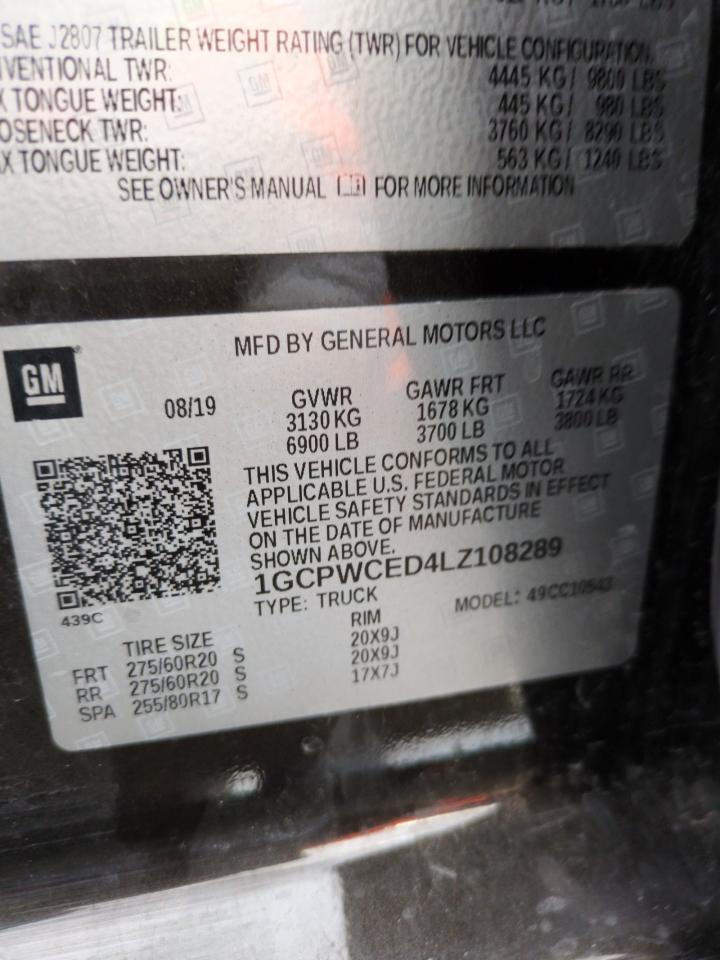 SAE J2807 TRAILER WEIGHT RATING (TWR) FOR VEHICLE CONFIGURATION.
NVENTIONAL TWR: 4445 KG / 9800 LBS
X TONGUE WEIGHT: 445 KG / 980 LBS
OSENECK TWR: 3760 KG / 8290 LBS
X TONGUE WEIGHT: 563 KG / 1240 LBS
SEE OWNER'S MANUAL FOR MORE INFORMATION
MFD BY GENERAL MOTORS LLC
GM
08/19
GVWR
3130 KG
6900 LB
GAWR FRT
1678 KG
3700 LB
GAWR RR
1724 KG
3800 LB
THIS VEHICLE CONFORMS TO ALL
APPLICABLE U.S. FEDERAL MOTOR
VEHICLE SAFETY STANDARDS IN EFFECT
ON THE DATE OF MANUFACTURE
SHOWN ABOVE.
1GCPWCED4LZ108289
TYPE: TRUCK MODEL: 49CC10543
439C
TIRE SIZE RIM
FRT 275/60R20 S 20X9J
RR 275/60R20 S 20X9J
SPA 255/80R17 S 17X7J